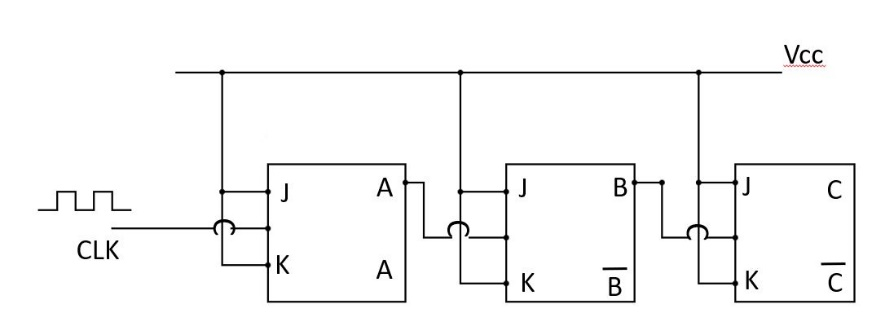 Vcc
J A J B J C
CLK
K A K B̅ K C̅